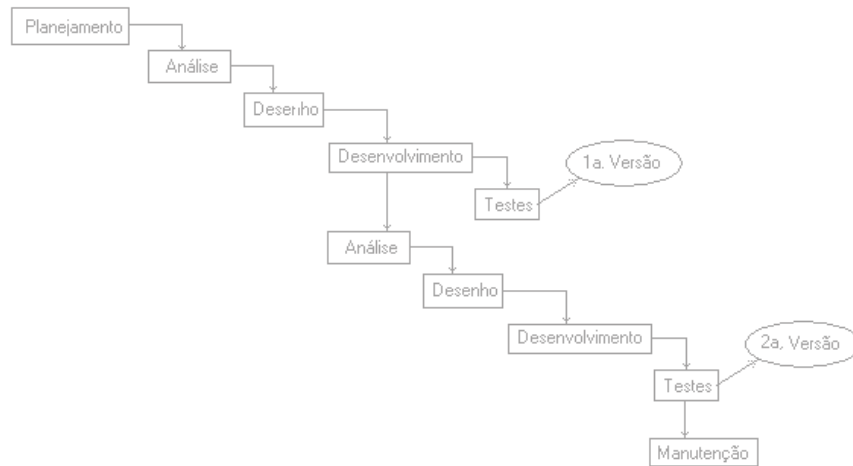 Planejamento
Análise
Desenho
Desenvolvimento
1a. Versão
Testes
Análise
Desenho
Desenvolvimento
2a, Versão
Testes
Manutenção